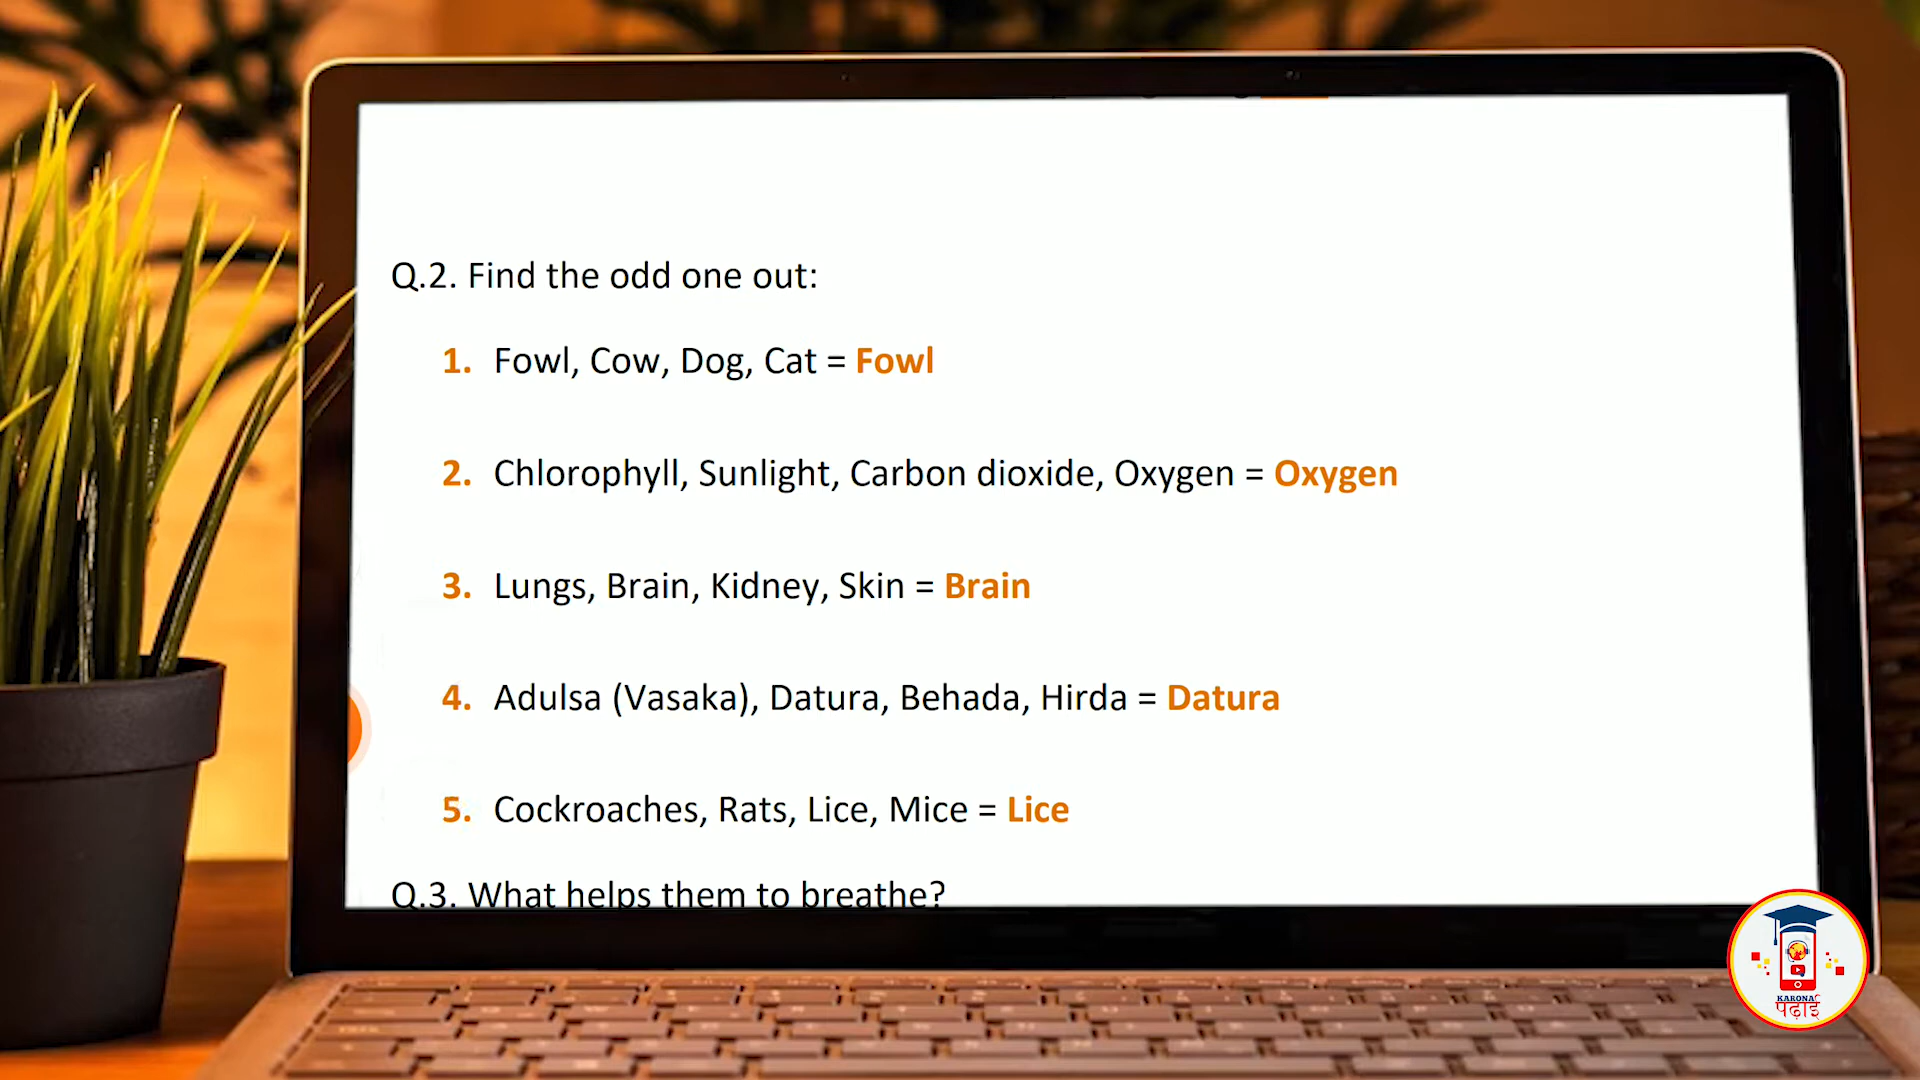 Q.2. Find the odd one out:
1. Fowl, Cow, Dog, Cat = Fowl
2. Chlorophyll, Sunlight, Carbon dioxide, Oxygen = Oxygen
3. Lungs, Brain, Kidney, Skin = Brain
4. Adulsa (Vasaka), Datura, Behada, Hirda = Datura
5. Cockroaches, Rats, Lice, Mice = Lice
Q.3. What helps them to breathe?
KARONA
पढ़ाई